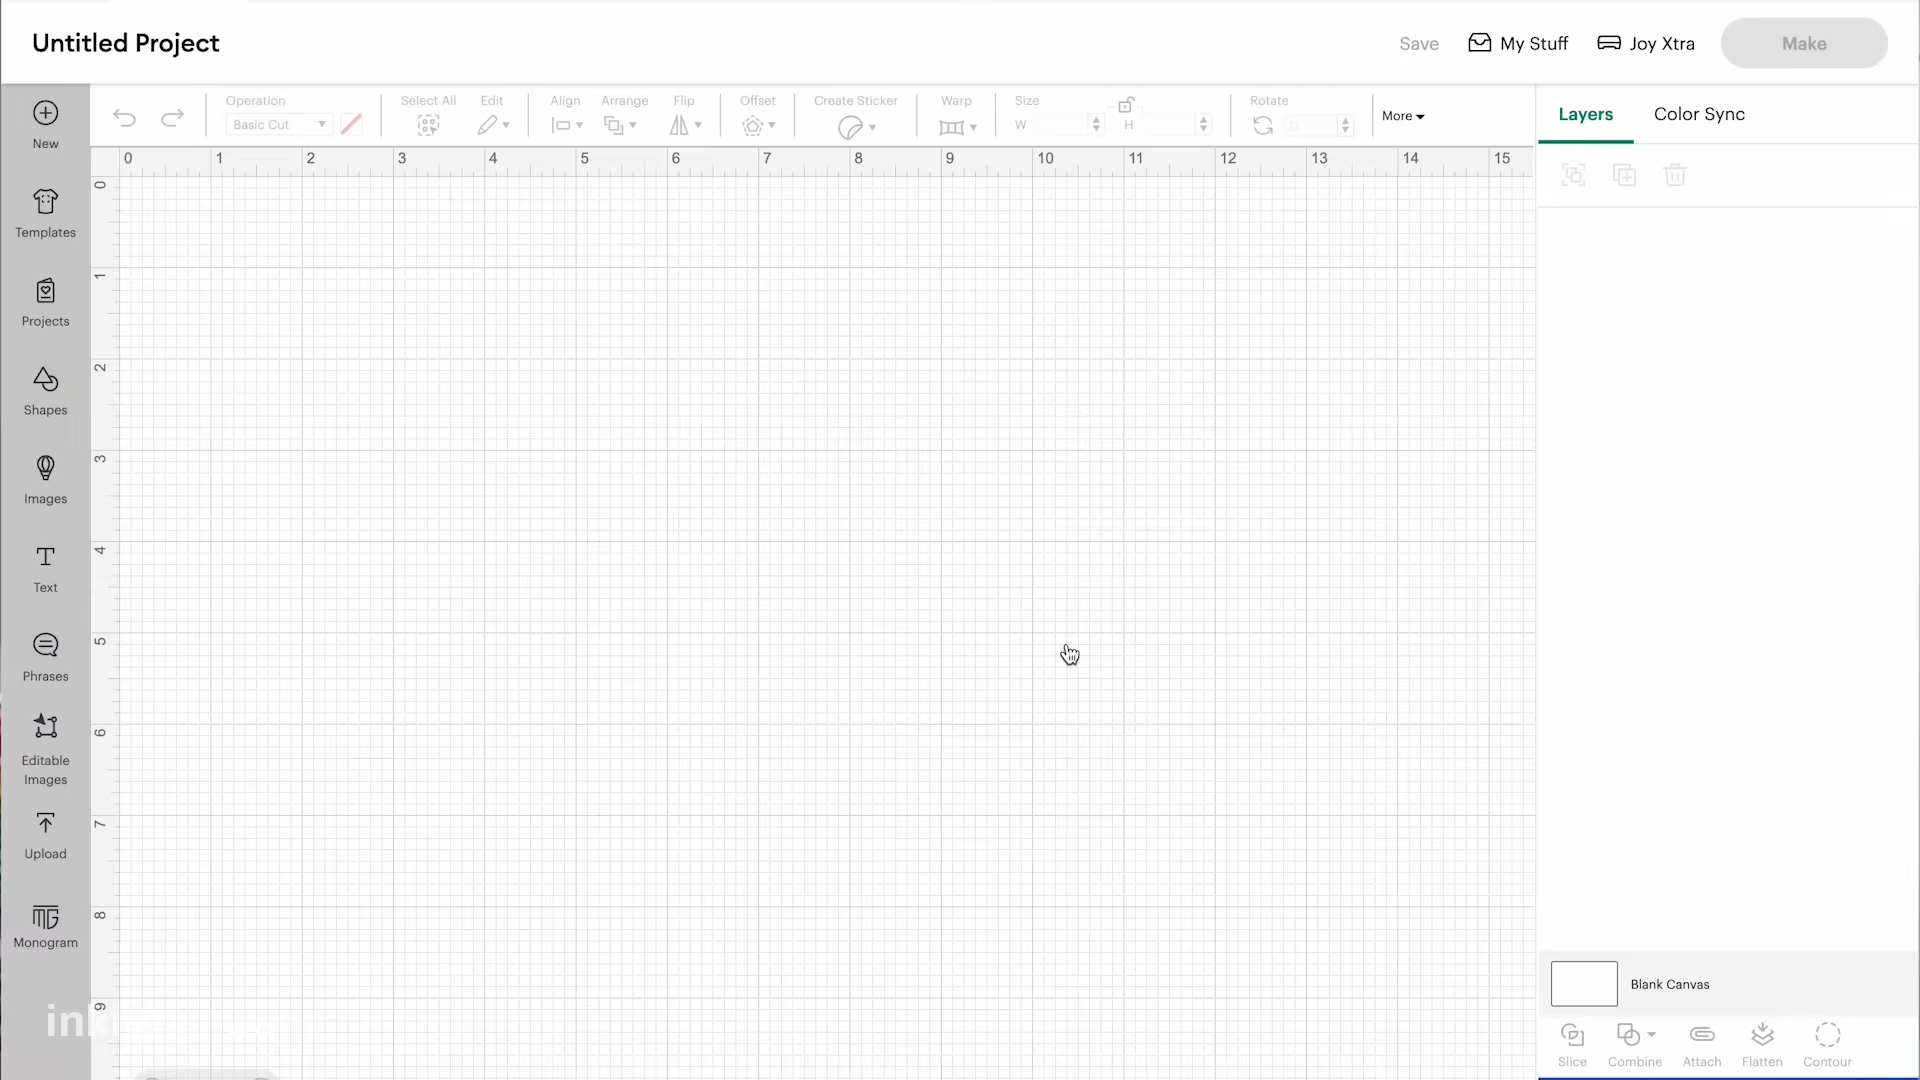 Untitled Project
Save
My Stuff
Joy Xtra
Make
New
Templates
Projects
Shapes
Images
Text
Phrases
Editable
Images
Upload
Monogram
Operation
Basic Cut
Select All
Edit
Align
Arrange
Flip
Offset
Create Sticker
Warp
Size
W
H
Rotate
More
0 1 2 3 4 5 6 7 8 9 10 11 12 13 14 15
0
1
2
3
4
5
6
7
8
9
Layers
Color Sync
Blank Canvas
Slice
Combine
Attach
Flatten
Contour